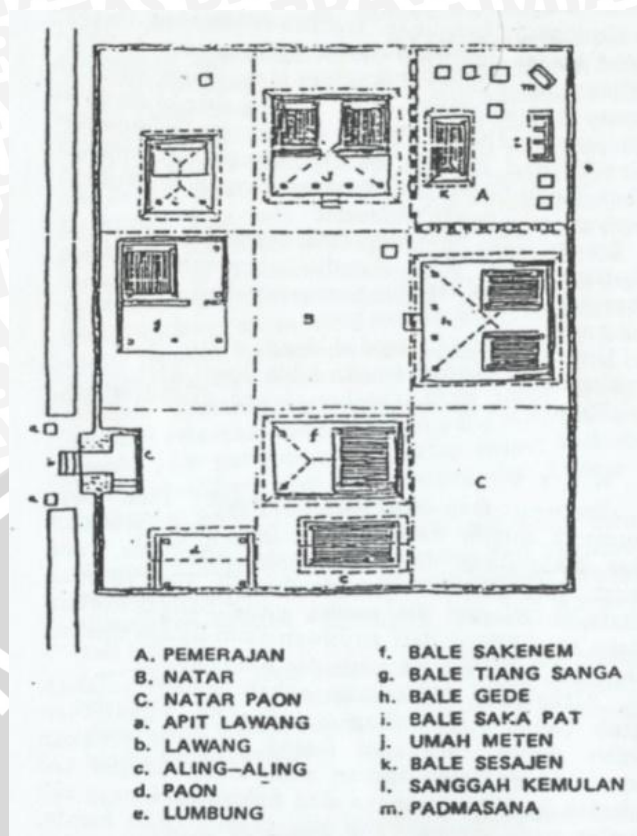 J
K
A
B
h
g
f
C
C
d
A. PEMERAJAN
B. NATAR
C. NATAR PAON
a. APIT LAWANG
b. LAWANG
c. ALING—ALING
d. PAON
e. LUMBUNG
f. BALE SAKENEM
g. BALE TIANG SANGA
h. BALE GEDE
i. BALE SAKA PAT
j. UMAH METEN
k. BALE SESAJEN
l. SANGGAH KEMULAN
m. PADMASANA